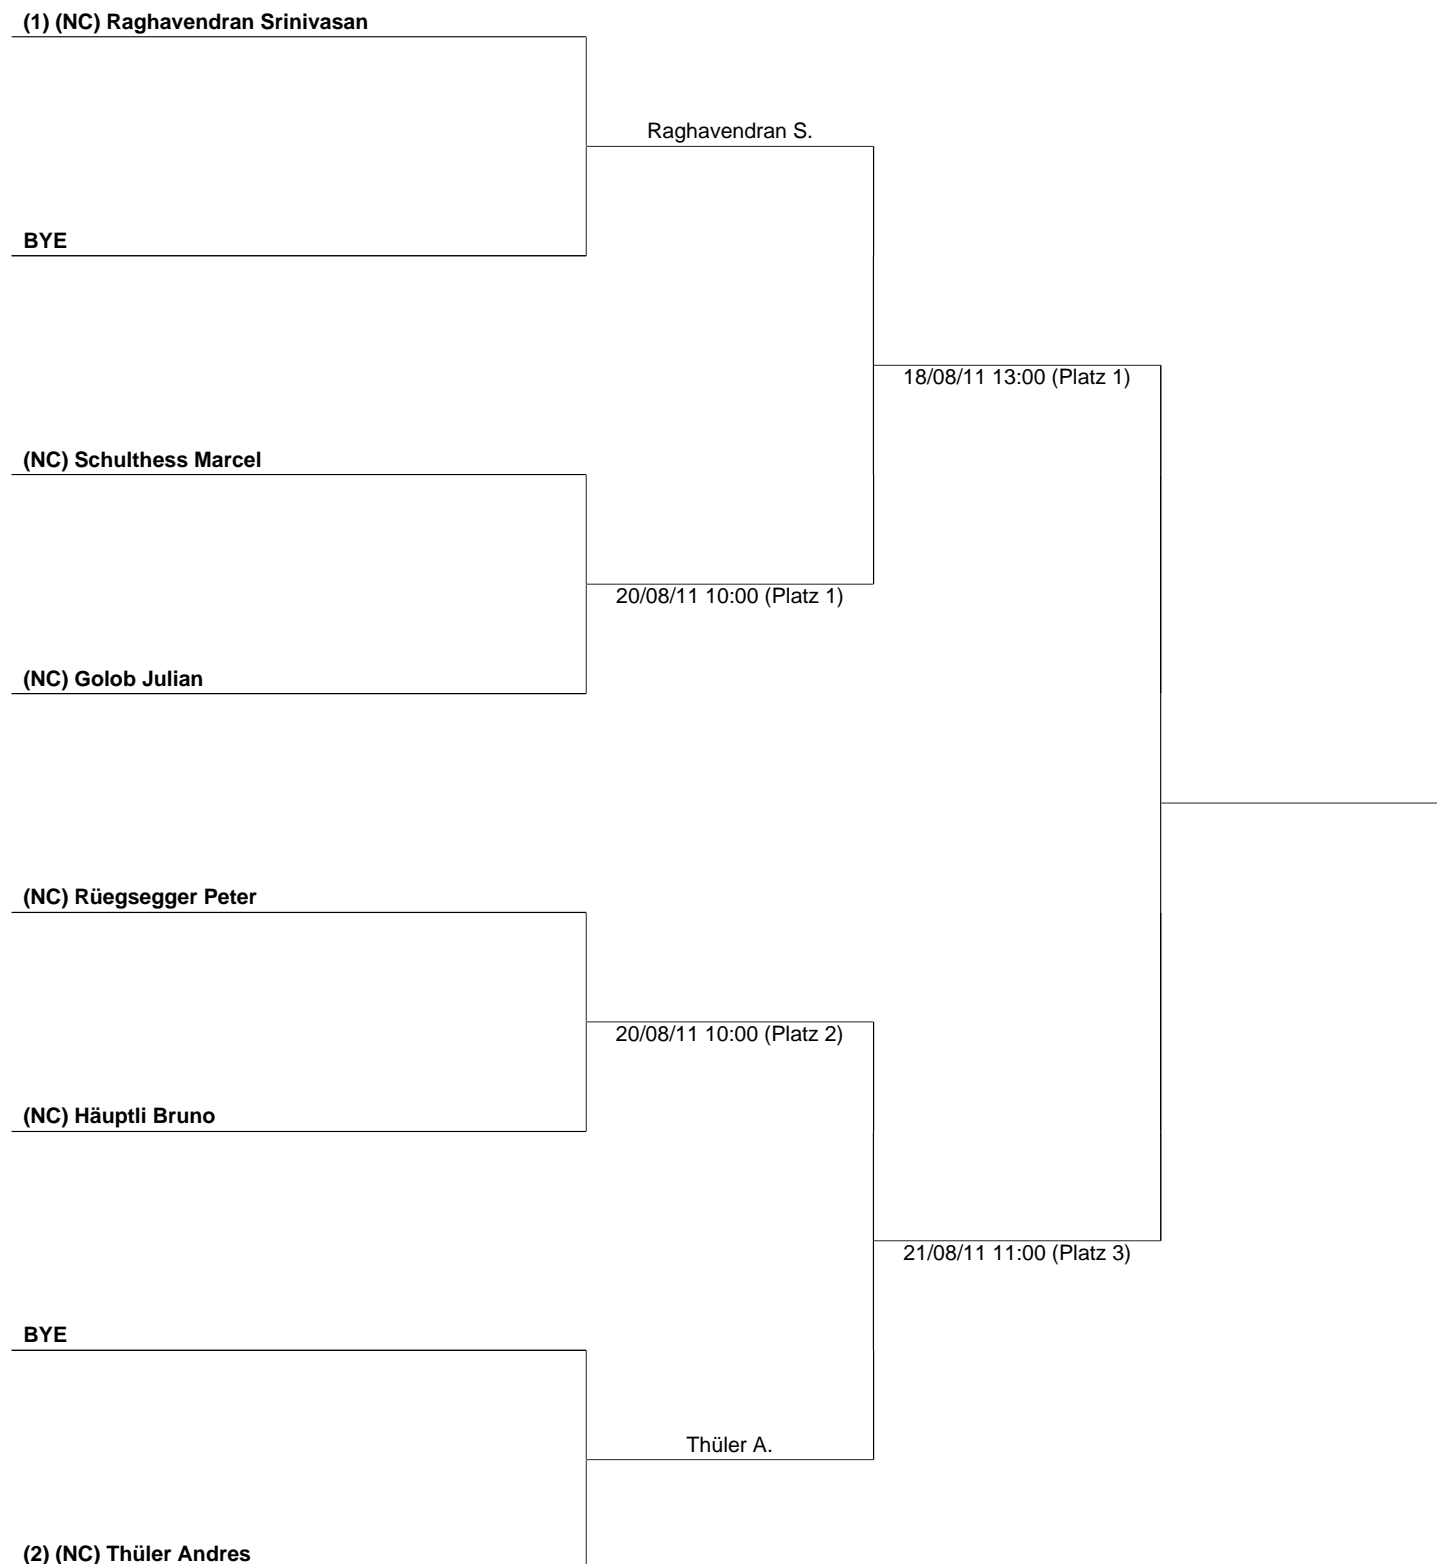 (1) (NC) Raghavendran Srinivasan
Raghavendran S.
BYE
18/08/11 13:00 (Platz 1)
(NC) Schulthess Marcel
20/08/11 10:00 (Platz 1)
(NC) Golob Julian
(NC) Rüegsegger Peter
20/08/11 10:00 (Platz 2)
(NC) Häuptli Bruno
21/08/11 11:00 (Platz 3)
BYE
Thüler A.
(2) (NC) Thüler Andres